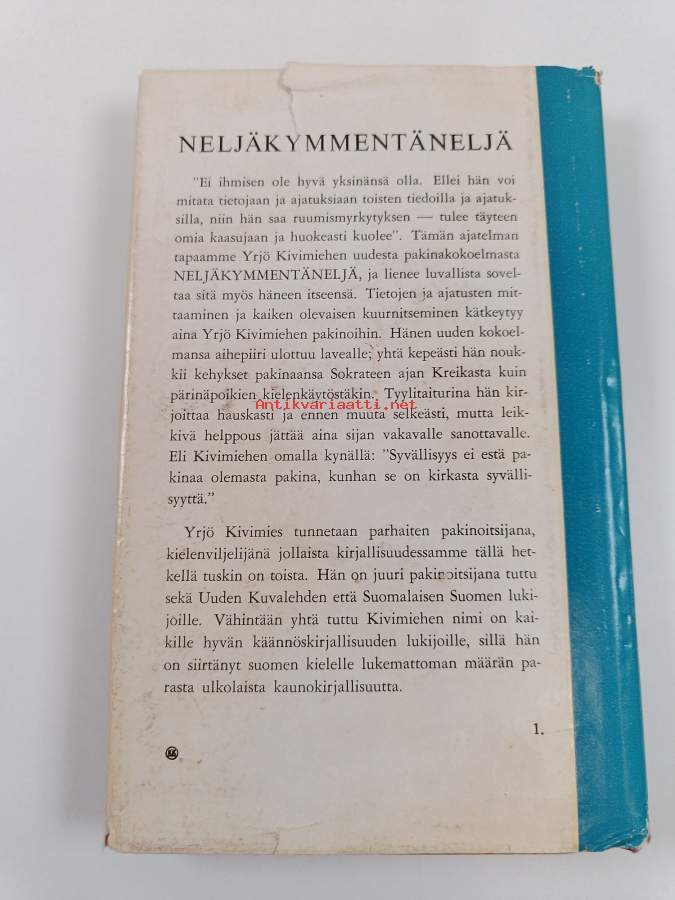 NELJÄKYMMENTÄNELJÄ
"Ei ihmisen ole hyvä yksinänsä olla. Ellei hän voi
mitata tietojaan ja ajatuksiaan toisten tiedoilla ja ajatuk-
silla, niin hän saa ruumismyrkytyksen — tulee täyteen
omia kaasujaan ja huokeasti kuolee". Tämän ajatelman
tapaamme Yrjö Kivimiehen uudesta pakinakokoelmasta
NELJÄKYMMENTÄNELJÄ, ja lienee luvallista sovel-
taa sitä myös häneen itseensä. Tietojen ja ajatusten mit-
taaminen ja kaiken olevaisen kuurnitseminen kätkeytyy
aina Yrjö Kivimiehen pakinoihin. Hänen uuden kokoel-
mansa aihepiiri ulottuu lavealle; yhtä kepeästi hän nouk-
kii kehykset pakinaansa Sokrateen ajan Kreikasta kuin
pärinäpoikien kielenkäytöstäkin. Tyylitaiturina hän kir-
Antikvariaatti.net
joittaa hauskasti ja ennen muuta selkeästi, mutta leik-
kivä helppous jättää aina sijan vakavalle sanottavalle.
Eli Kivimiehen omalla kynällä: "Syvällisyys ei estä pa-
kinaa olemasta pakina, kunhan se on kirkasta syvälli-
syyttä."
Yrjö Kivimies tunnetaan parhaiten pakinoitsijana,
kielenviljelijänä jollaista kirjallisuudessamme tällä het-
kellä tuskin on toista. Hän on juuri pakinoitsijana tuttu
sekä Uuden Kuvalehden että Suomalaisen Suomen luki-
joille. Vähintään yhtä tuttu Kivimiehen nimi on kai-
kille hyvän käännöskirjallisuuden lukijoille, sillä hän
on siirtänyt suomen kielelle lukemattoman määrän pa-
rasta ulkolaista kaunokirjallisuutta.
1.